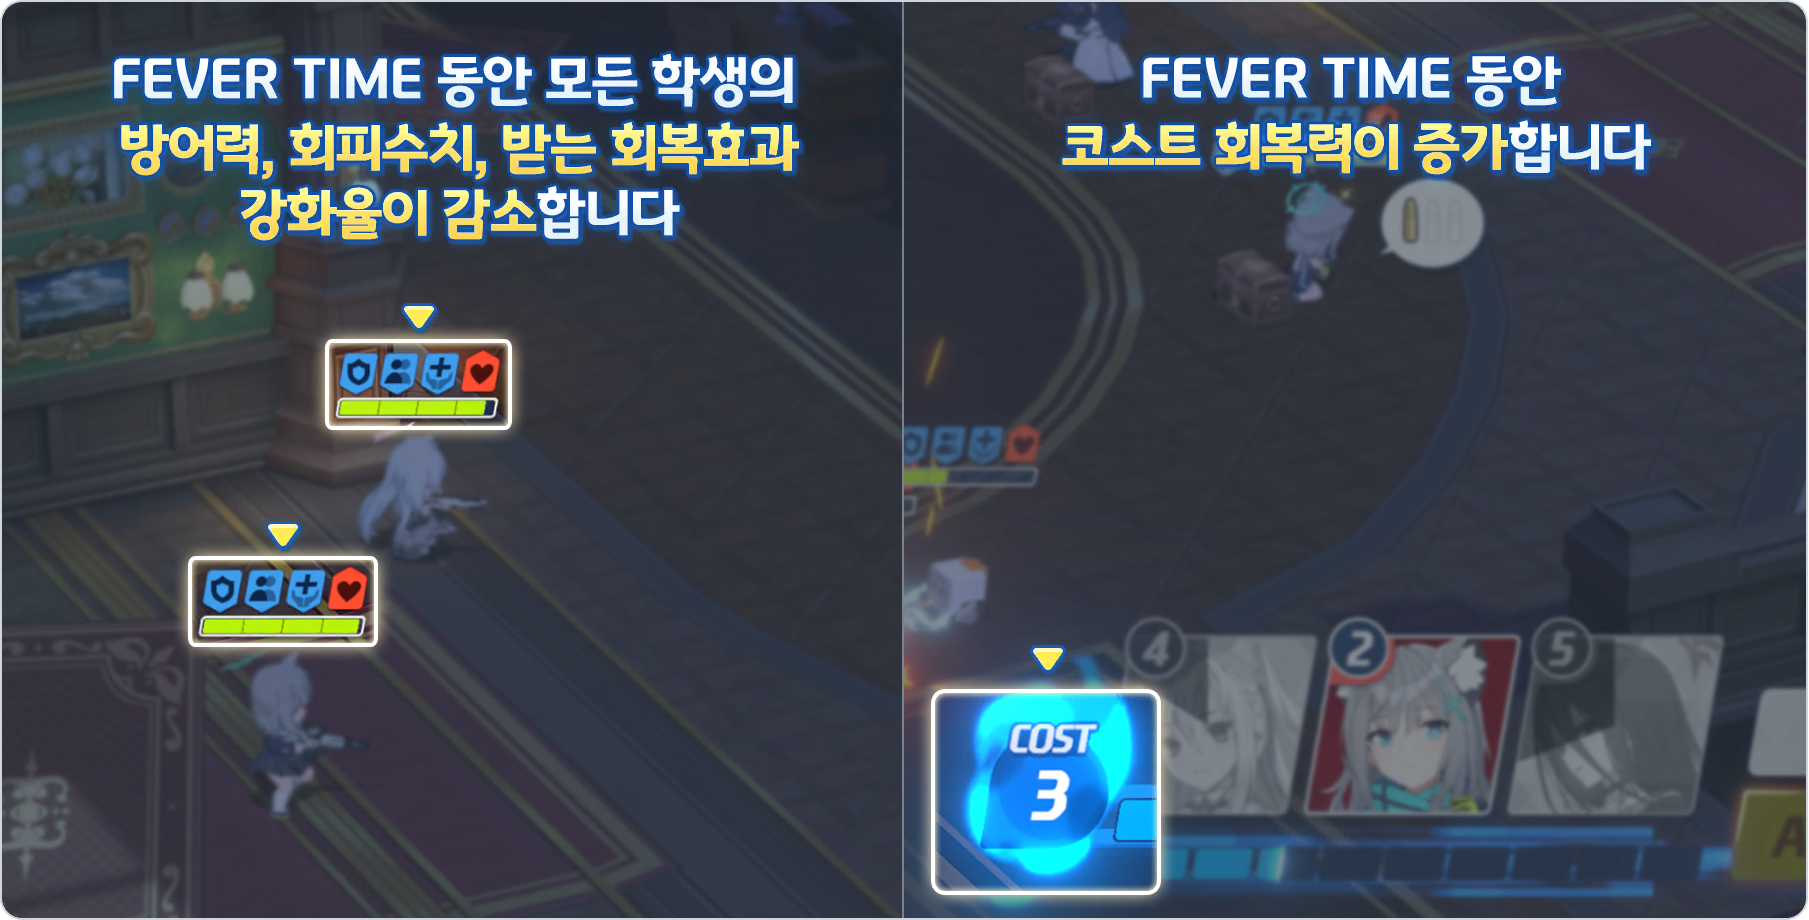 FEVER TIME 동안 모든 학생의
방어력, 회피수치, 받는 회복효과
강화율이 감소합니다
FEVER TIME 동안
코스트 회복력이 증가합니다
4
2
5
COST
3
A